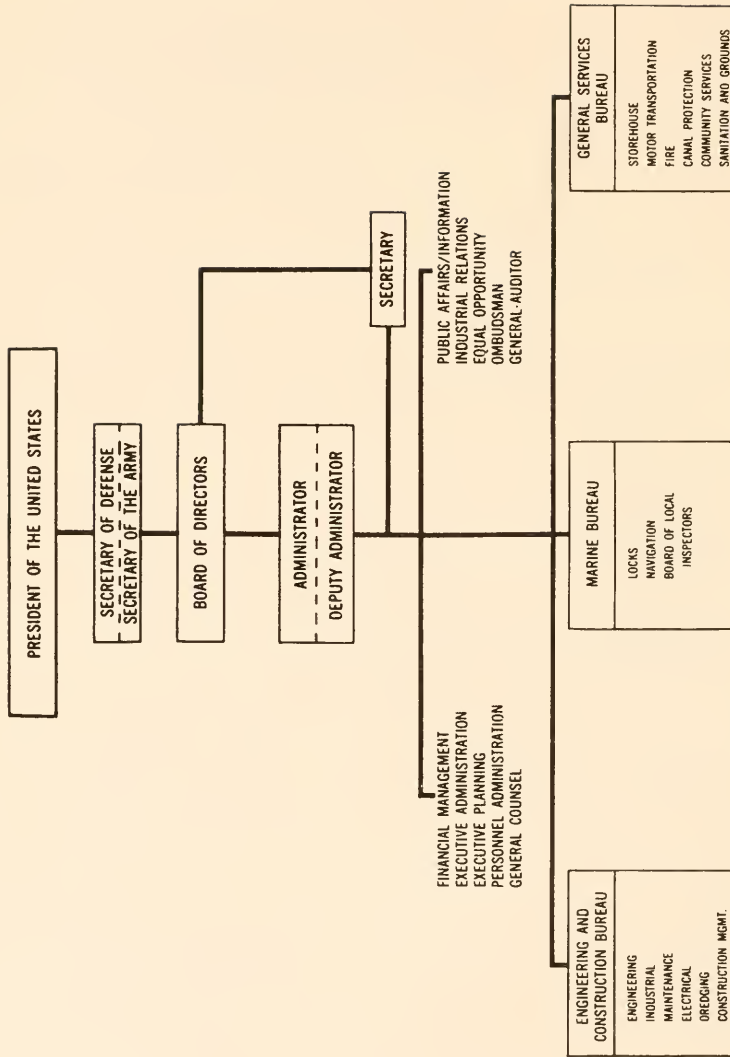 PRESIDENT OF THE UNITED STATES
SECRETARY OF DEFENSE
SECRETARY OF THE ARMY
BOARD OF DIRECTORS
SECRETARY
ADMINISTRATOR
DEPUTY ADMINISTRATOR
FINANCIAL MANAGEMENT
EXECUTIVE ADMINISTRATION
EXECUTIVE PLANNING
PERSONNEL ADMINISTRATION
GENERAL COUNSEL
PUBLIC AFFAIRS/INFORMATION
INDUSTRIAL RELATIONS
EQUAL OPPORTUNITY
OMBUDSMAN
GENERAL-AUDITOR
ENGINEERING AND
CONSTRUCTION BUREAU
ENGINEERING
INDUSTRIAL
MAINTENANCE
ELECTRICAL
OREDGING
CONSTRUCTION MGMT.
MARINE BUREAU
LOCKS
NAVIGATION
BOARD OF LOCAL
INSPECTORS
GENERAL SERVICES
BUREAU
STOREHOUSE
MOTOR TRANSPORTATION
FIRE
CANAL PROTECTION
COMMUNITY SERVICES
SANITATION AND GROUNDS